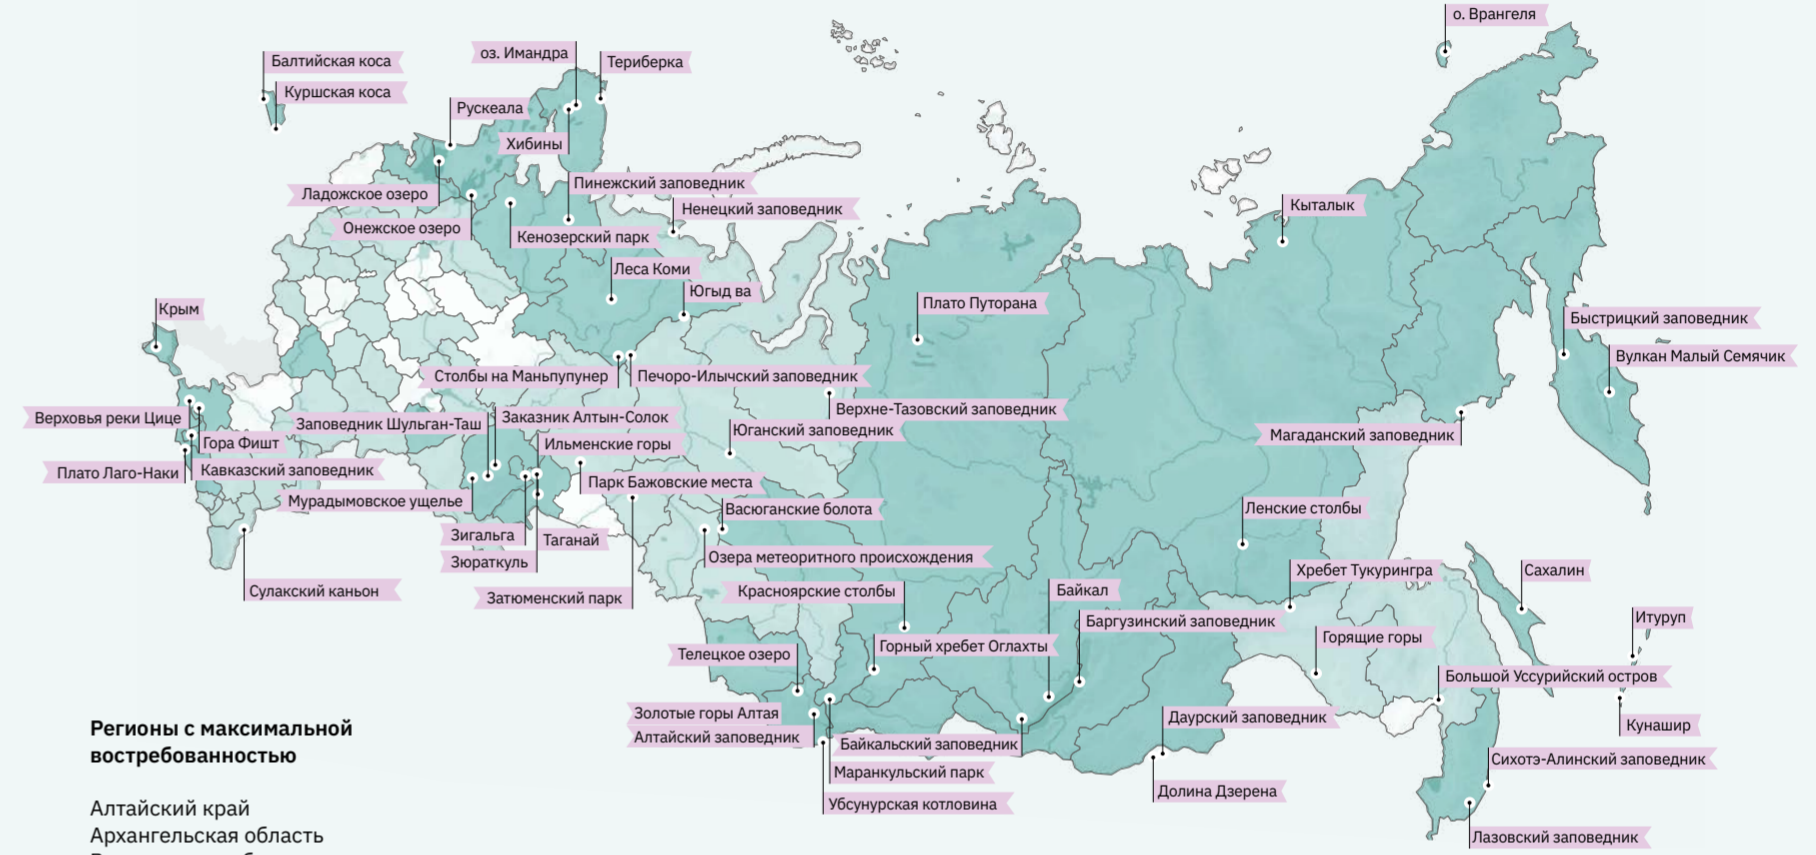 о. Врангеля
оз. Имандра
Балтийская коса
Териберка
Куршская коса
Рускеала
Хибины
Пинежский заповедник
Ладожское озеро
Кыталык
Ненецкий заповедник
Онежское озеро
Кенозерский парк
Леса Коми
Югыд ва
Плато Путорана
Крым
Быстрицкий заповедник
Вулкан Малый Семячик
Столбы на Маньпупунер
Печоро-Илычский заповедник
Верхне-Тазовский заповедник
Верховья реки Цице
Заповедник Шульган-Таш
Заказник Алтын-Солок
Юганский заповедник
Магаданский заповедник
Гора Фишт
Ильменские горы
Плато Лаго-Наки
Кавказский заповедник
Парк Бажовские места
Мурадымовское ущелье
Васюганские болота
Ленские столбы
Зигальга
Таганай
Озера метеоритного происхождения
Зюраткуль
Хребет Тукурингра
Сахалин
Сулакский каньон
Затюменский парк
Красноярские столбы
Байкал
Баргузинский заповедник
Итуруп
Горящие горы
Телецкое озеро
Горный хребет Оглахты
Большой Уссурийский остров
Золотые горы Алтая
Даурский заповедник
Кунашир
Алтайский заповедник
Байкальский заповедник
Сихотэ-Алинский заповедник
Маранкульский парк
Долина Дзерена
Убсунурская котловина
Лазовский заповедник
Регионы с максимальной
востребованностью
Алтайский край
Архангельская область